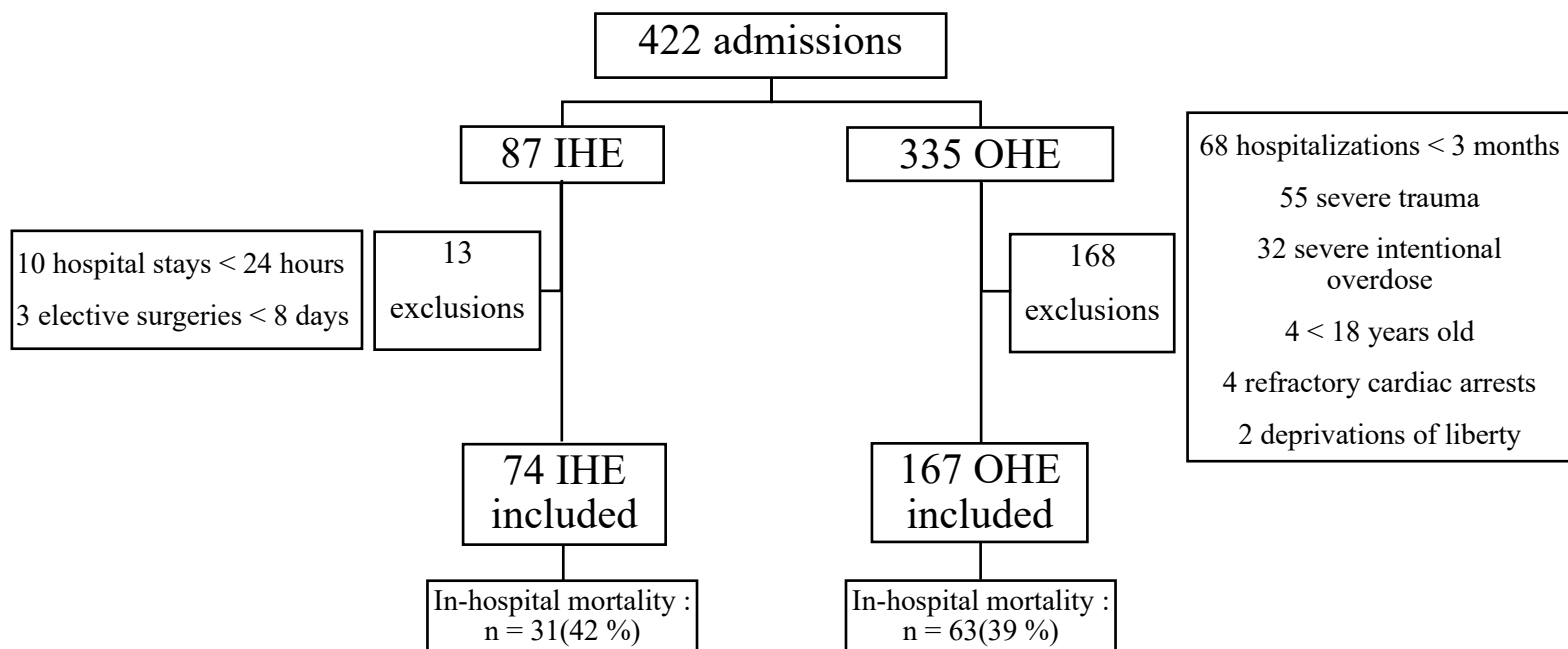 422 admissions
87 IHE
335 OHE
68 hospitalizations < 3 months
55 severe trauma
32 severe intentional
overdose
4 < 18 years old
4 refractory cardiac arrests
2 deprivations of liberty
10 hospital stays < 24 hours
3 elective surgeries < 8 days
13
exclusions
168
exclusions
74 IHE
included
167 OHE
included
In-hospital mortality :
n = 31(42 %)
In-hospital mortality :
n = 63(39 %)